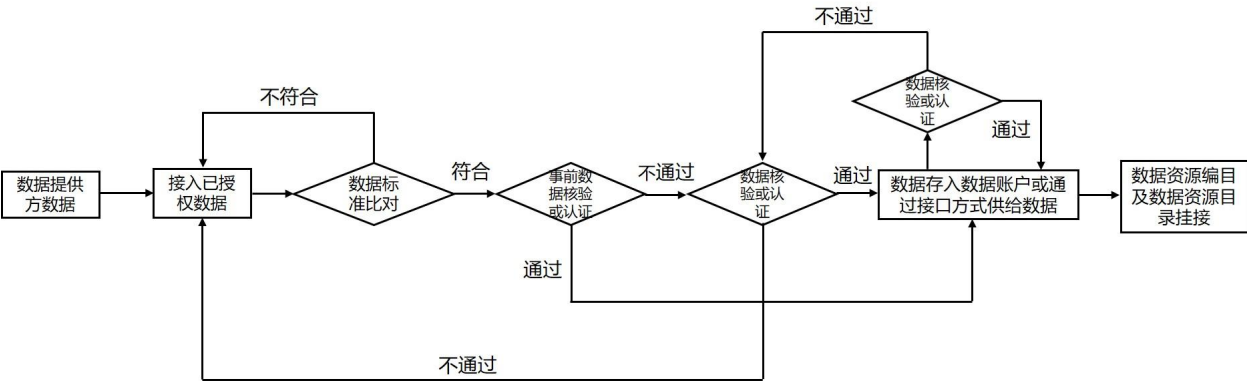 不通过
数据核
验或认
证
通过
不符合
数据提供
方数据
接入已授
权数据
数据标
准比对
符合
事前数
据核验
或认证
不通过
数据核
验或认
证
通过
数据存入数据账户或通
过接口方式供给数据
数据资源编目
及数据资源目
录挂接
通过
不通过